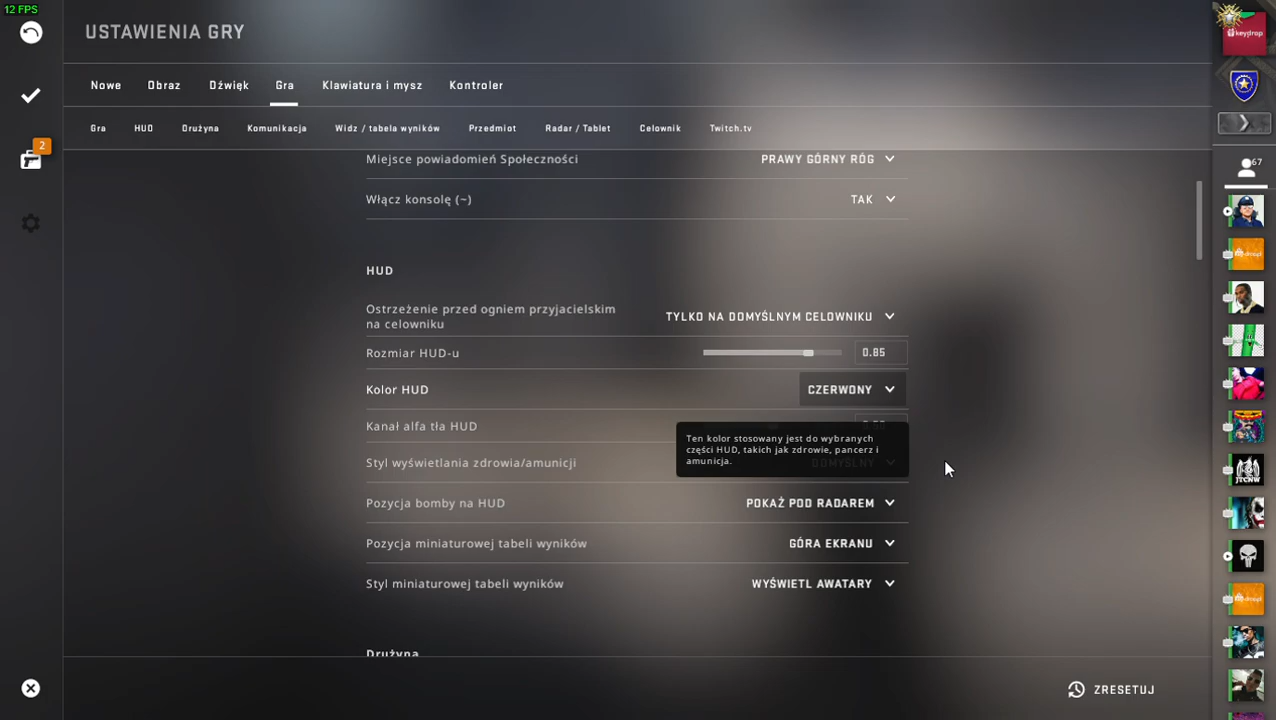 12 FPS
USTAWIENIA GRY
Nowe Obraz Dźwięk Gra Klawiatura i mysz Kontroler
Gra HUD Drużyna Komunikacja Widz / tabela wyników Przedmiot Radar / Tablet Celownik Twitch.tv
Miejsce powiadomień Społeczności PRAWY GÓRNY RÓG
Włącz konsolę (~) TAK
HUD
Ostrzeżenie przed ogniem przyjacielskim
na celowniku
TYLKO NA DOMYŚLNYM CELOWNIKU
Rozmiar HUD-u 0.85
Kolor HUD CZERWONY
Kanał alfa tła HUD
Ten kolor stosowany jest do wybranych
części HUD, takich jak zdrowie, pancerz i
amunicja.
Styl wyświetlania zdrowia/amunicji DOMYŚLNY
Pozycja bomby na HUD POKAŻ POD RADAREM
Pozycja miniaturowej tabeli wyników GÓRA EKRANU
Styl miniaturowej tabeli wyników WYŚWIETL AWATARY
Drużyna
ZRESETUJ
2
keydrop
67
JTCNW